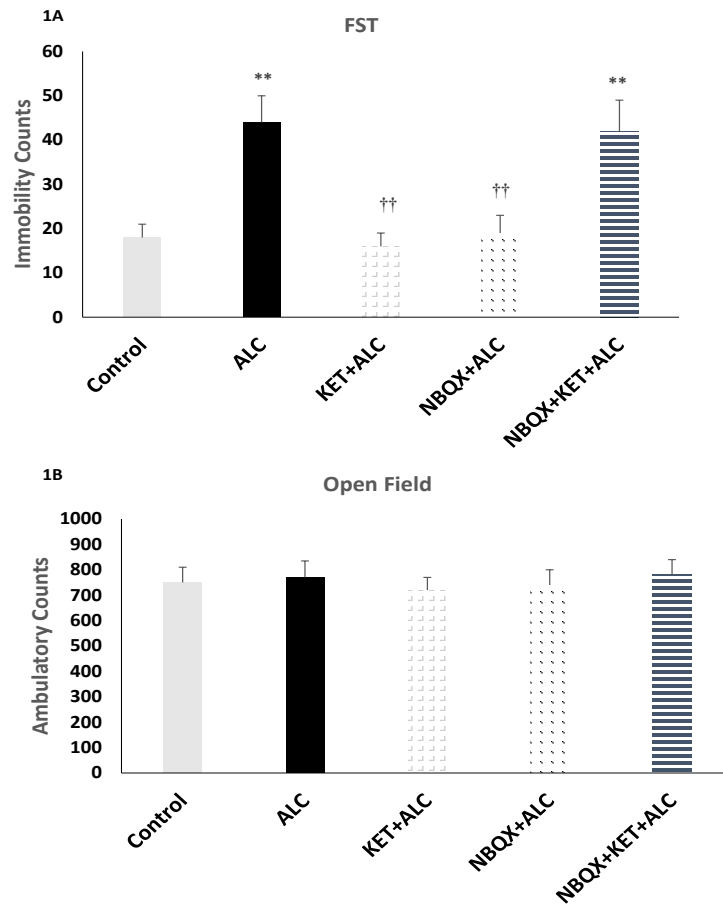 1A
FST
Immobility Counts
60
50
40
30
20
10
0
**
††
††
**
Control
ALC
KET+ALC
NBQX+ALC
NBQX+KET+ALC
1B
Open Field
Ambulatory Counts
1000
900
800
700
600
500
400
300
200
100
0
Control
ALC
KET+ALC
NBQX+ALC
NBQX+KET+ALC